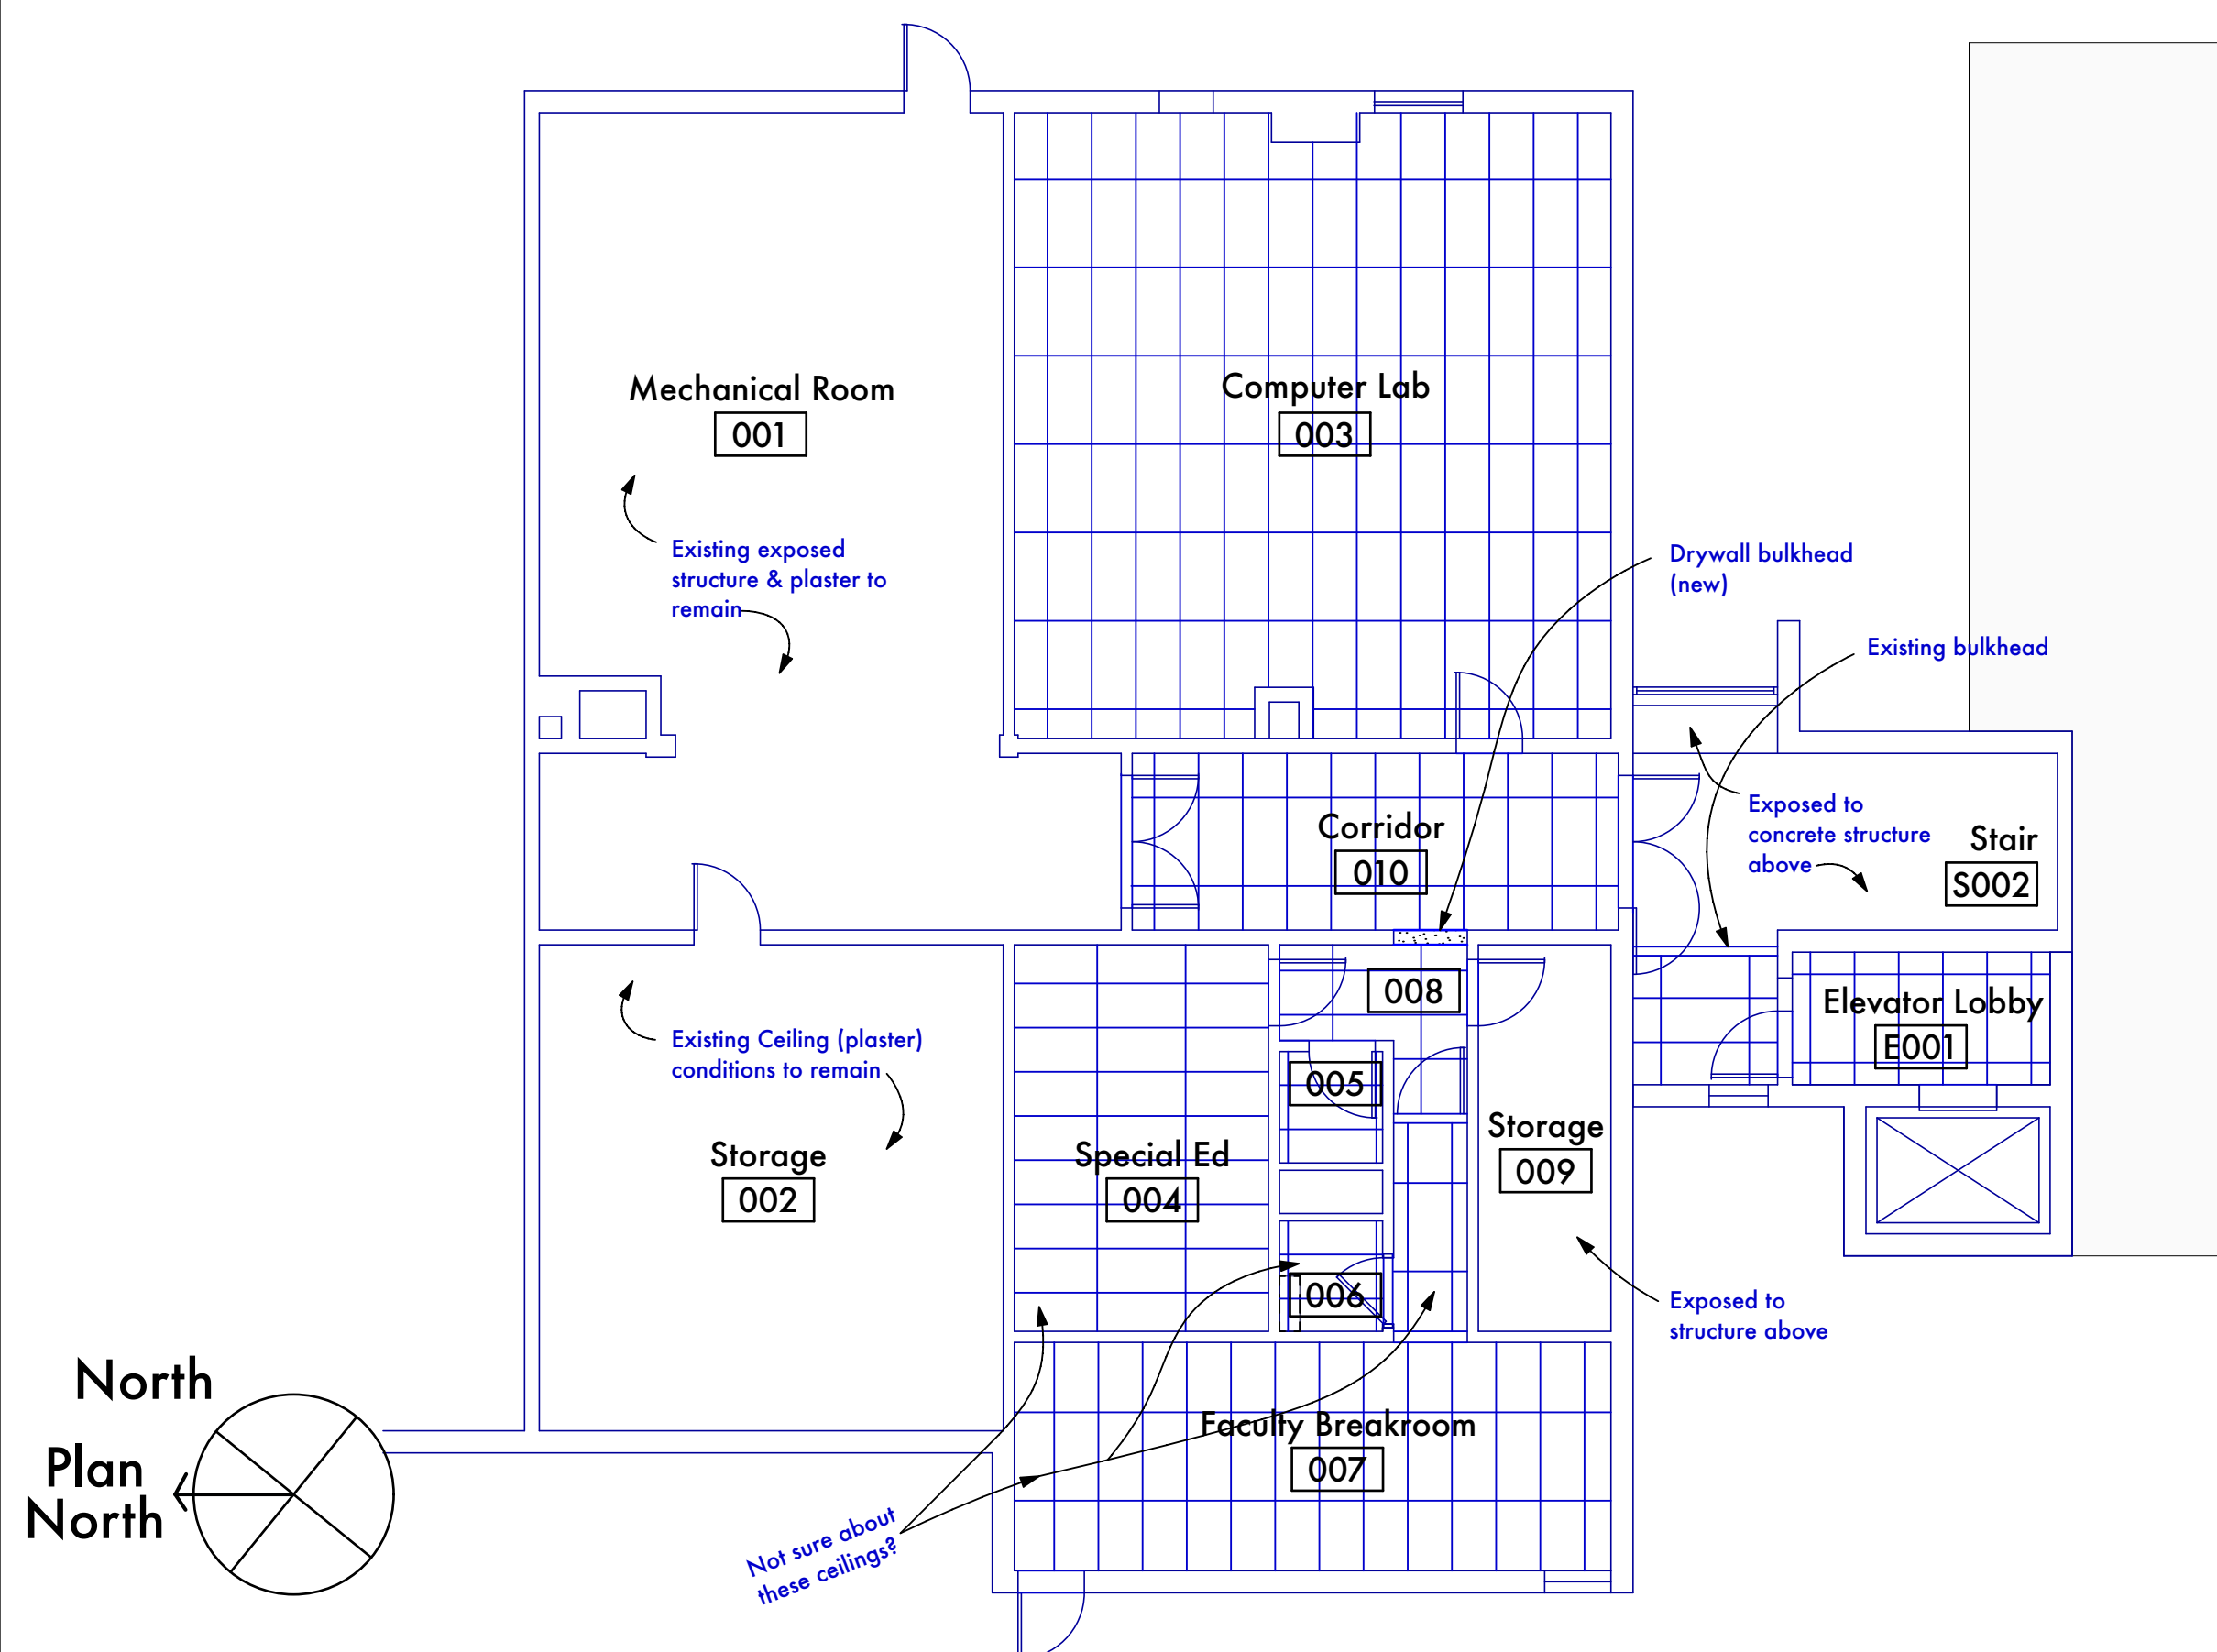 Mechanical Room
001
Computer Lab
003
Existing exposed
structure & plaster to
remain
Drywall bulkhead
(new)
Existing bulkhead
Corridor
010
Exposed to
concrete structure
above
Stair
S002
008
Elevator Lobby
E001
Existing Ceiling (plaster)
conditions to remain
005
Storage
002
Special Ed
004
Storage
009
006
Exposed to
structure above
Faculty Breakroom
007
North
Plan
North
Not sure about
these ceilings?